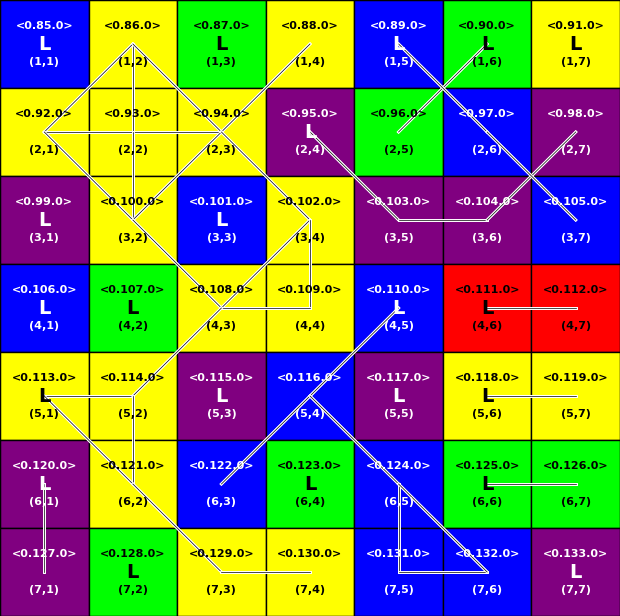 <0.85.0> <0.86.0> <0.87.0> <0.88.0> <0.89.0> <0.90.0> <0.91.0>
L L L L L
(1,1) (1,2) (1,3) (1,4) (1,5) (1,6) (1,7)
<0.92.0> <0.93.0> <0.94.0> <0.95.0> <0.96.0> <0.97.0> <0.98.0>
L
(2,1) (2,2) (2,3) (2,4) (2,5) (2,6) (2,7)
<0.99.0> <0.100.0> <0.101.0> <0.102.0> <0.103.0> <0.104.0> <0.105.0>
L L
(3,1) (3,2) (3,3) (3,4) (3,5) (3,6) (3,7)
<0.106.0> <0.107.0> <0.108.0> <0.109.0> <0.110.0> <0.111.0> <0.112.0>
L L L L
(4,1) (4,2) (4,3) (4,4) (4,5) (4,6) (4,7)
<0.113.0> <0.114.0> <0.115.0> <0.116.0> <0.117.0> <0.118.0> <0.119.0>
L L L L
(5,1) (5,2) (5,3) (5,4) (5,5) (5,6) (5,7)
<0.120.0> <0.121.0> <0.122.0> <0.123.0> <0.124.0> <0.125.0> <0.126.0>
L L L
(6,1) (6,2) (6,3) (6,4) (6,5) (6,6) (6,7)
<0.127.0> <0.128.0> <0.129.0> <0.130.0> <0.131.0> <0.132.0> <0.133.0>
L L
(7,1) (7,2) (7,3) (7,4) (7,5) (7,6) (7,7)